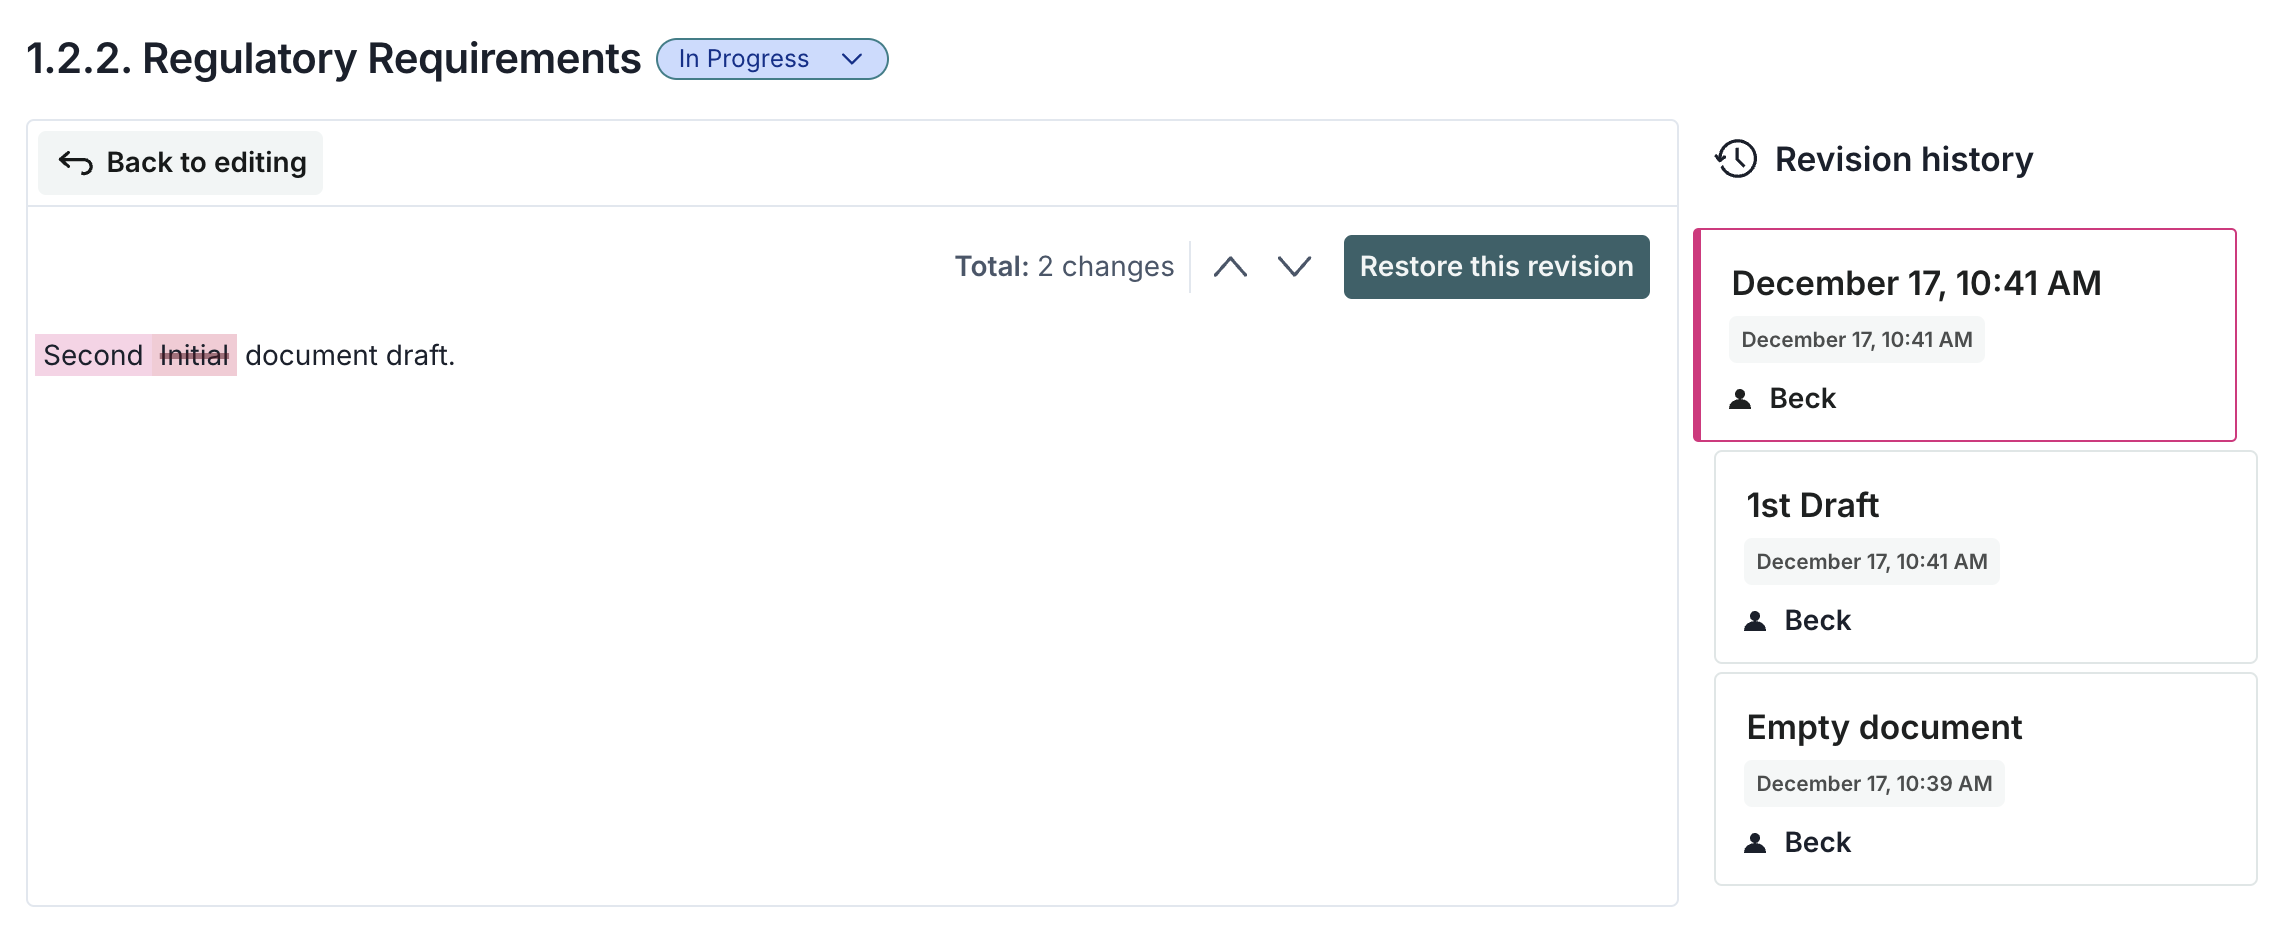 1.2.2. Regulatory Requirements In Progress
Back to editing
Total: 2 changes Restore this revision
Second Initial document draft.
Revision history
December 17, 10:41 AM
December 17, 10:41 AM
Beck
1st Draft
December 17, 10:41 AM
Beck
Empty document
December 17, 10:39 AM
Beck